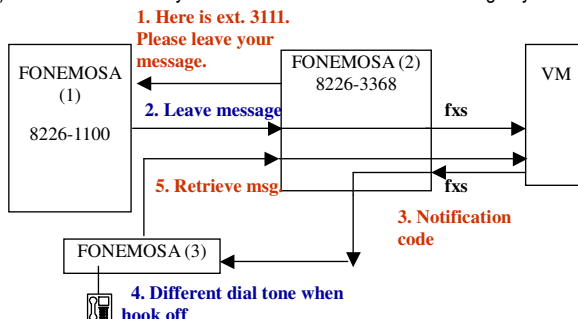 1. Here is ext. 3111.
Please leave your
message.
FONEMOSA
(1)
8226-1100
FONEMOSA (2)
8226-3368
VM
2. Leave message
fxs
5. Retrieve msg.
fxs
3. Notification
code
FONEMOSA (3)
4. Different dial tone when
hook off